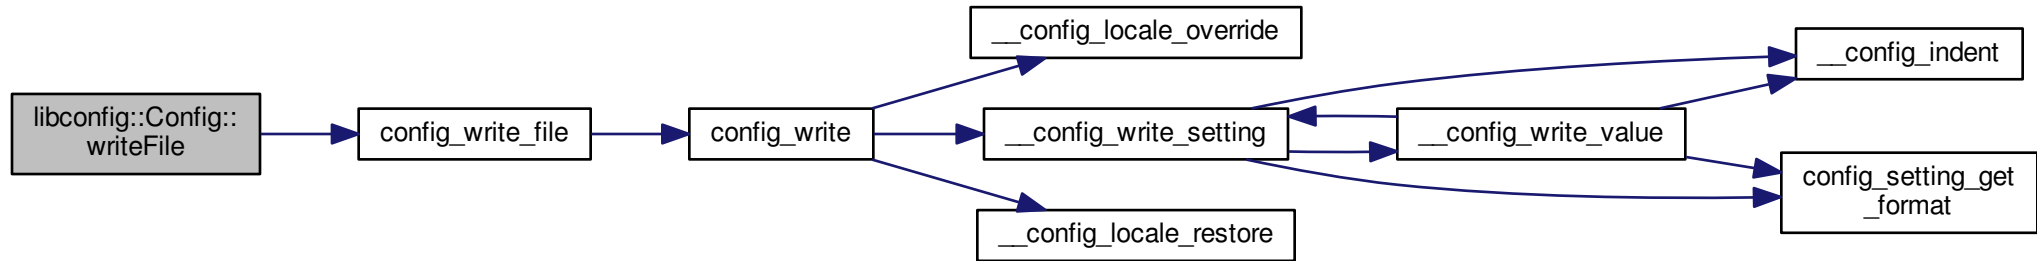 libconfig::Config::
writeFile
config_write_file
config_write
__config_locale_override
__config_write_setting
__config_locale_restore
__config_write_value
__config_indent
config_setting_get
_format